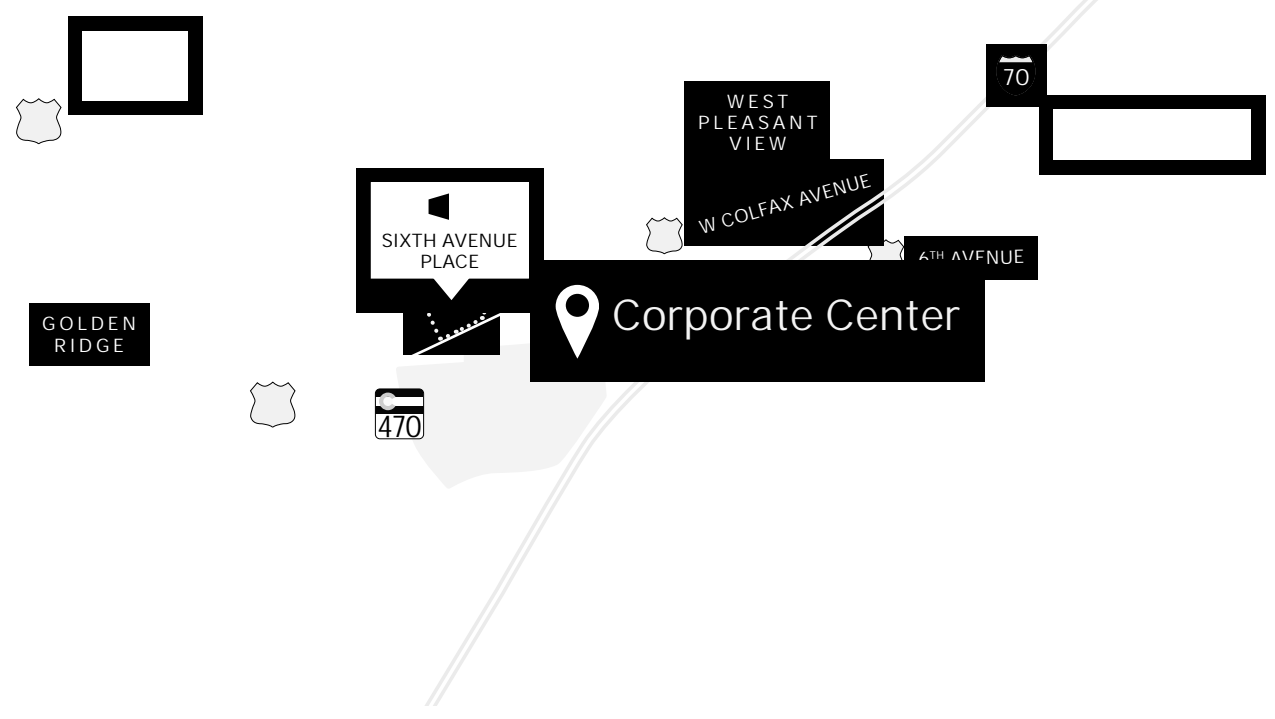 70
WEST
PLEASANT
VIEW
W COLFAX AVENUE
SIXTH AVENUE
PLACE
6TH AVENUE
Corporate Center
GOLDEN
RIDGE
470